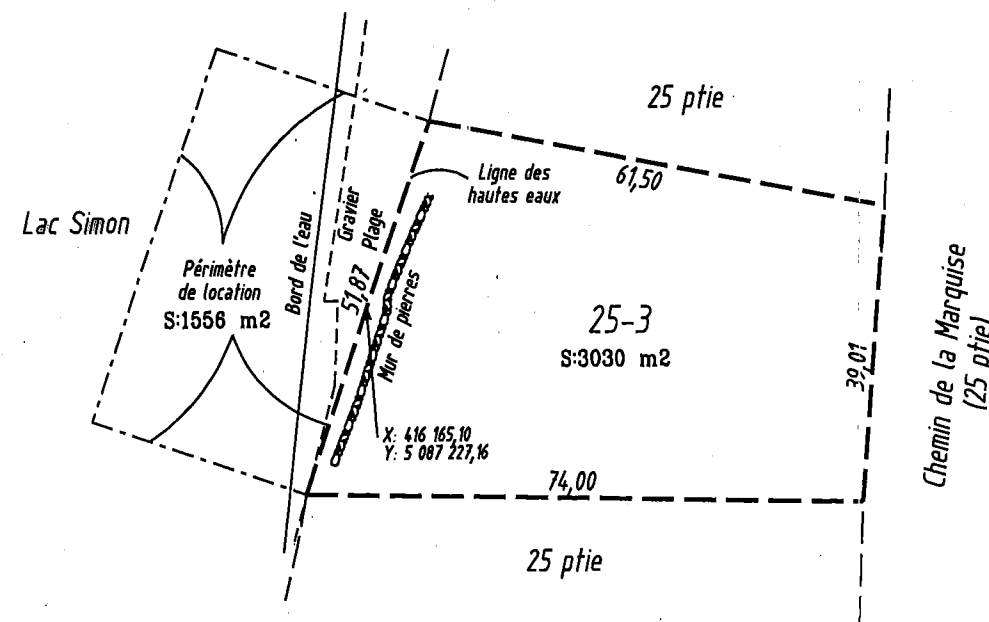 25 ptie
Ligne des
hautes eaux
61,50
Lac Simon
Périmètre
de location
S:1556 m2
Bord de l'eau
Gravier
Plage
51,87
Mur de pierres
25-3
S:3030 m2
39,01
Chemin de la Marquise
(25 ptie)
X: 416 165,10
Y: 5 087 227,16
74,00
25 ptie